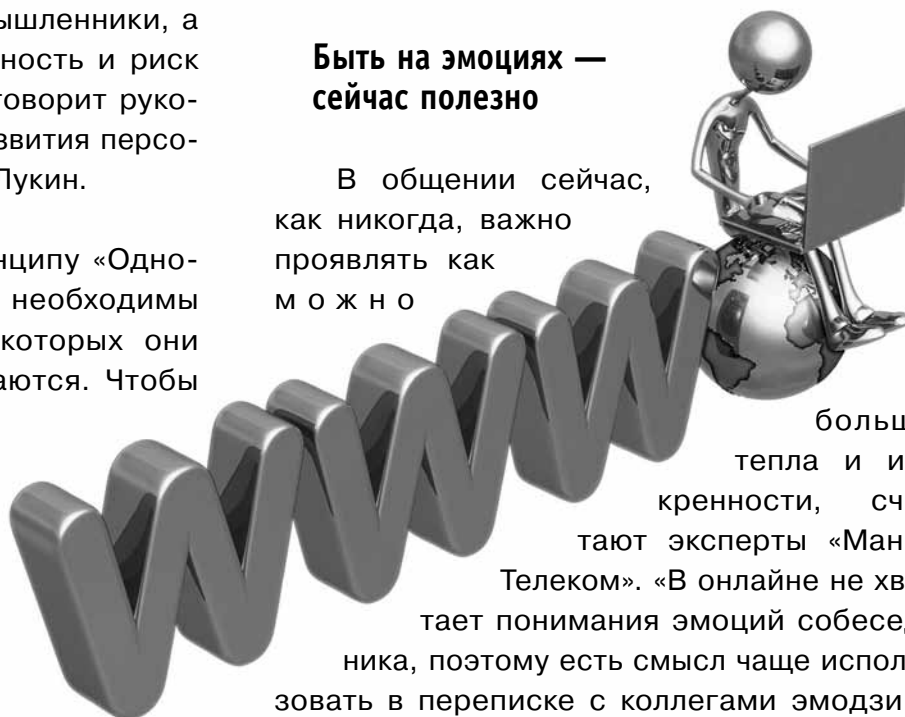 ышленники, а
ность и риск
говорит руко-
звития персо-
Лукин.
нципу «Одно-
необходимы
которых они
аются. Чтобы
Быть на эмоциях —
сейчас полезно
В общении сейчас,
как никогда, важно
проявлять как
можно
WWW
больш
тепла и и
кренности, сч
тают эксперты «Ман
Телеком». «В онлайне не хв
тает понимания эмоций собесед
ника, поэтому есть смысл чаще исполь
зовать в переписке с коллегами эмодзи